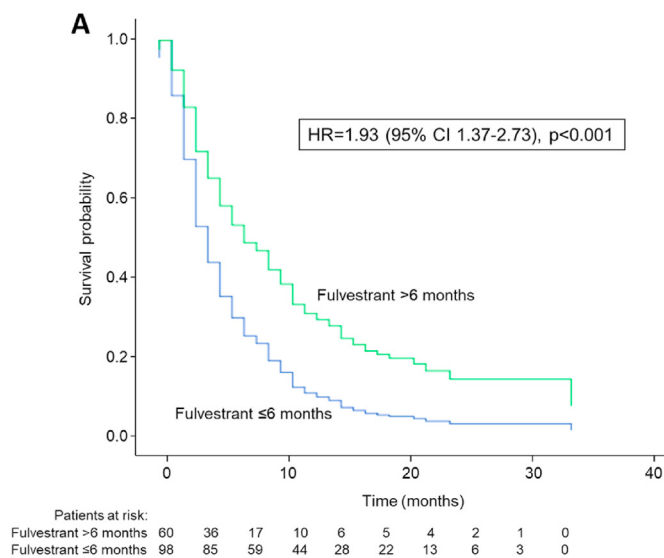 A
1.0
0.8
0.6
0.4
0.2
0.0
Survival probability
HR=1.93 (95% CI 1.37-2.73), p<0.001
Fulvestrant >6 months
Fulvestrant ≤6 months
0 10 20 30 40
Time (months)
Patients at risk:
Fulvestrant >6 months 60 36 17 10 6 5 4 2 1 0
Fulvestrant ≤6 months 98 85 59 44 28 22 13 6 3 0